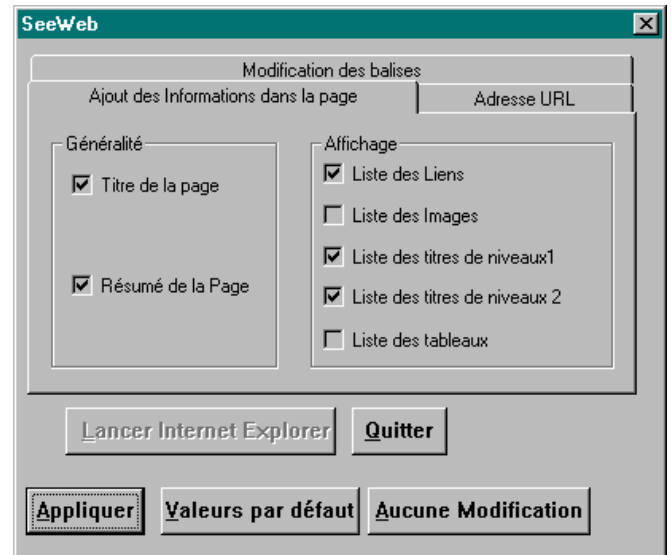 SeeWeb
Modification des balises
Ajout des Informations dans la page
Adresse URL
Généralité
Titre de la page
Résumé de la Page
Affichage
Liste des Liens
Liste des Images
Liste des titres de niveaux1
Liste des titres de niveaux 2
Liste des tableaux
Lancer Internet Explorer
Quitter
Appliquer
Valeurs par défaut
Aucune Modification